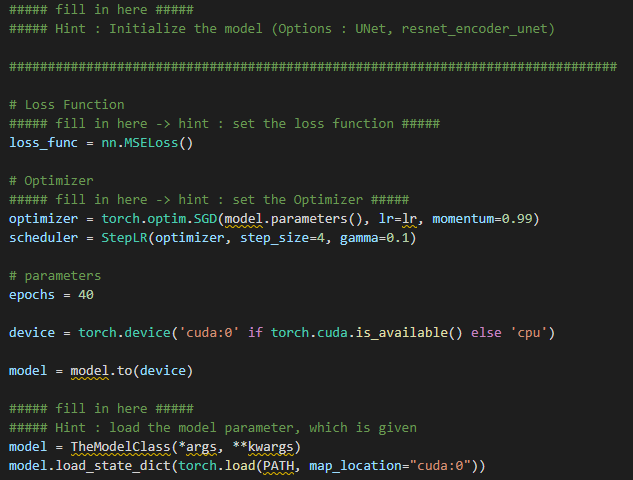 ##### fill in here #####
##### Hint : Initialize the model (Options : UNet, resnet_encoder_unet)
###############################################################################
# Loss Function
##### fill in here -> hint : set the loss function #####
loss_func = nn.MSELoss()
# Optimizer
##### fill in here -> hint : set the Optimizer #####
optimizer = torch.optim.SGD(model.parameters(), lr=lr, momentum=0.99)
scheduler = StepLR(optimizer, step_size=4, gamma=0.1)
# parameters
epochs = 40
device = torch.device('cuda:0' if torch.cuda.is_available() else 'cpu')
model = model.to(device)
##### fill in here #####
##### Hint : load the model parameter, which is given
model = TheModelClass(*args, **kwargs)
model.load_state_dict(torch.load(PATH, map_location="cuda:0"))